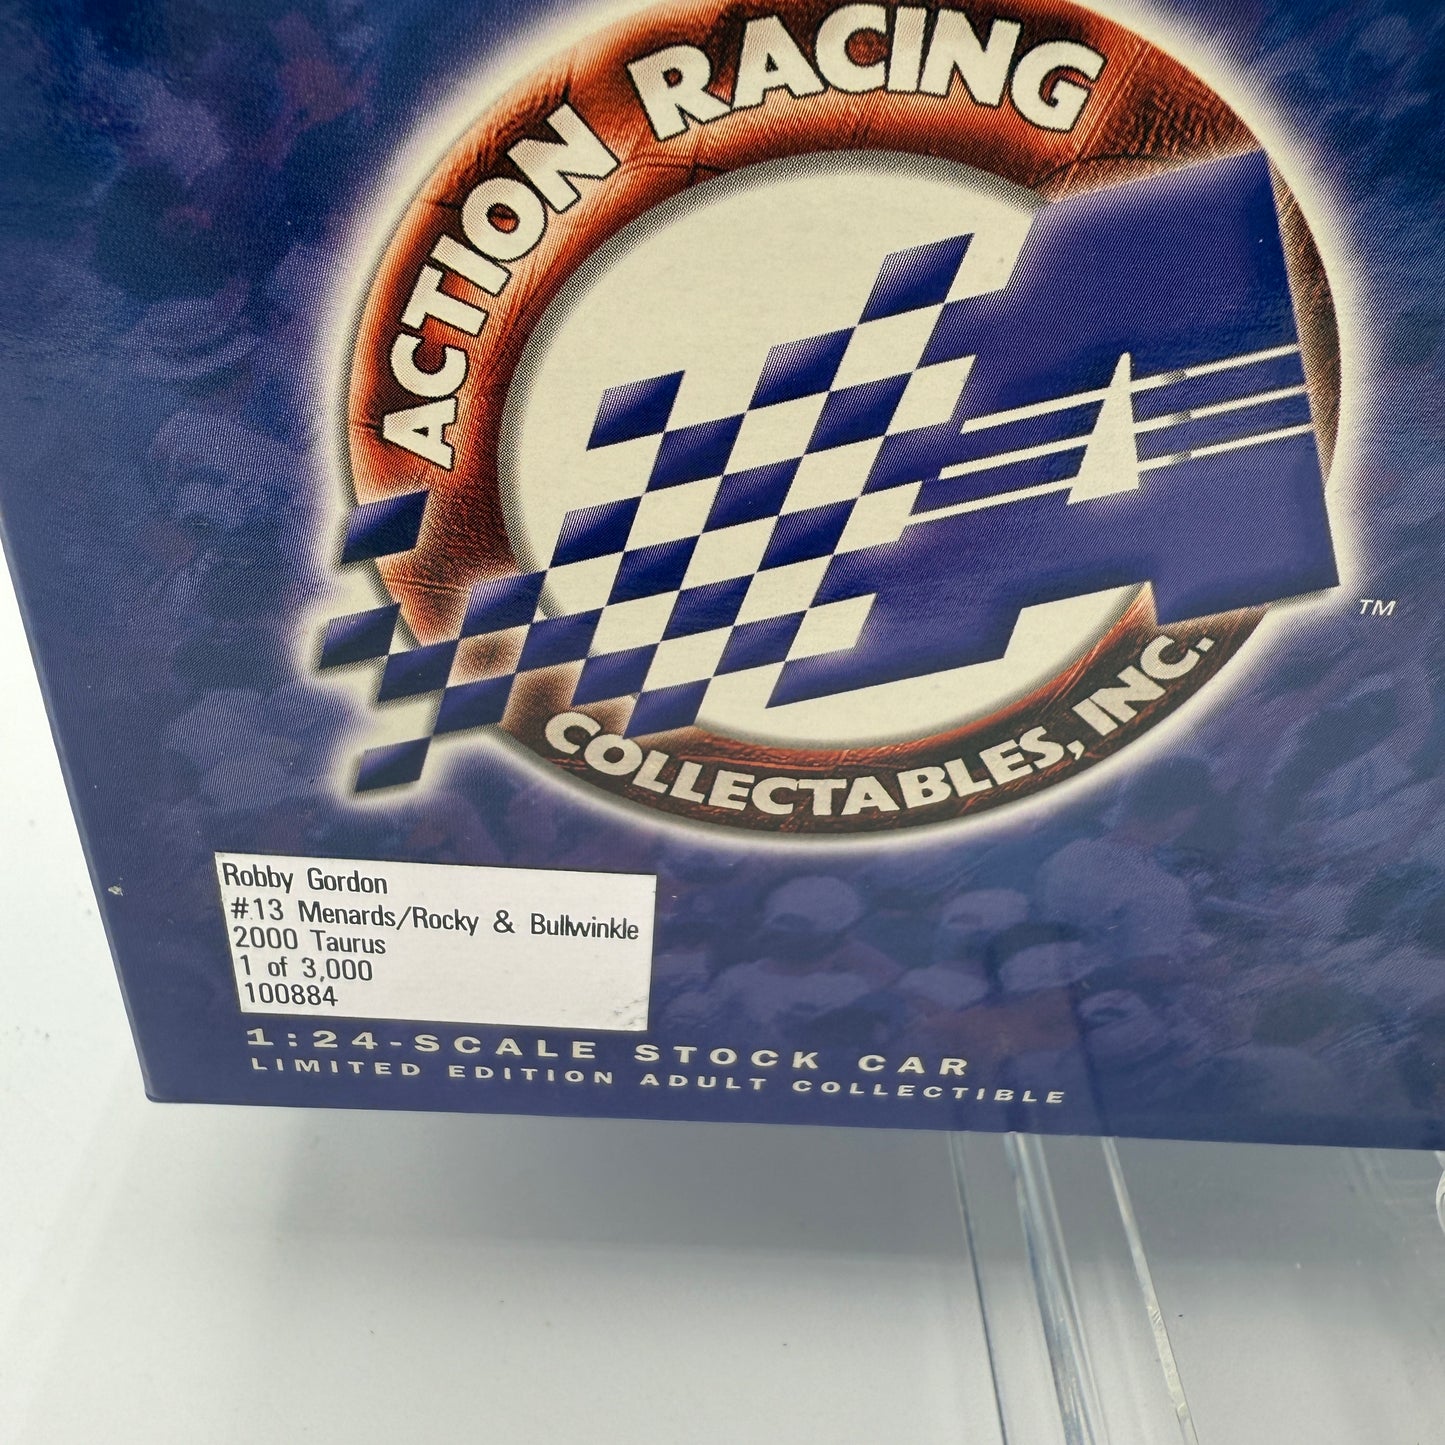 ACTION RACING
COLLECTABLES, INC.
TM
Robby Gordon
#13 Menards/Rocky & Bullwinkle
2000 Taurus
1 of 3,000
100884
1:24-SCALE STOCK CAR
LIMITED EDITION ADULT COLLECTIBLE